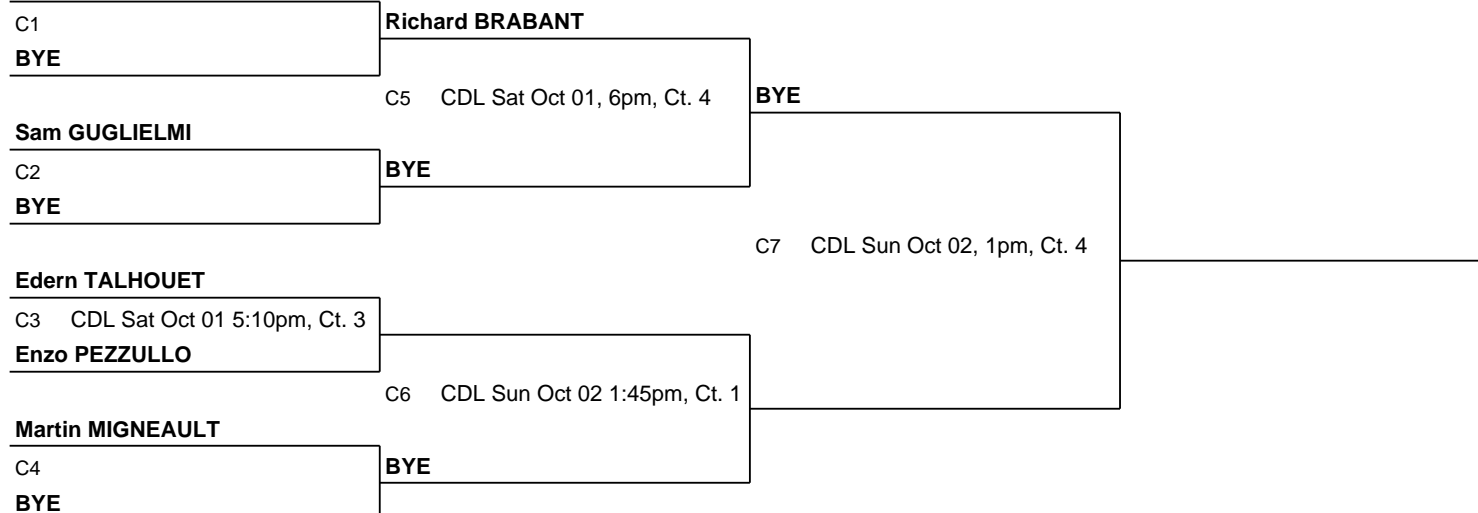 C1
BYE
Richard BRABANT
C5 CDL Sat Oct 01, 6pm, Ct. 4
BYE
Sam GUGLIELMI
C2
BYE
BYE
C7 CDL Sun Oct 02, 1pm, Ct. 4
Edern TALHOUET
C3 CDL Sat Oct 01 5:10pm, Ct. 3
Enzo PEZZULLO
C6 CDL Sun Oct 02 1:45pm, Ct. 1
Martin MIGNEAULT
C4
BYE
BYE